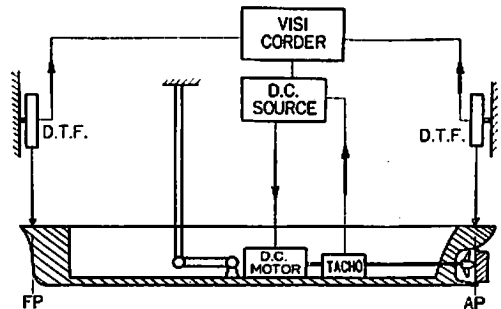 VISI
CORDER
D.C.
SOURCE
D.T.F.
D.T.F.
D.C.
MOTOR
TACHO
FP
AP